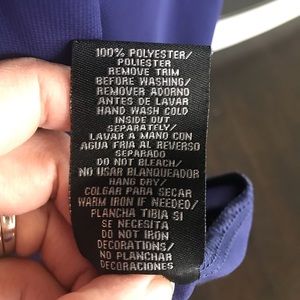 100% POLYESTER/
POLIESTER
REMOVE TRIM
BEFORE WASHING/
REMOVER ADORNO
ANTES DE LAVAR
HAND WASH COLD
INSIDE OUT
SEPARATELY/
LAVAR A MANO CON
AGUA FRIA AL REVERSO
SEPARADO
DO NOT BLEACH/
NO USAR BLANQUEADOR
HANG DRY/
COLGAR PARA SECAR
WARM IRON IF NEEDED/
PLANCHA TIBIA SI
SE NECESITA
DO NOT IRON
DECORATIONS/
NO PLANCHAR
DECORACIONES